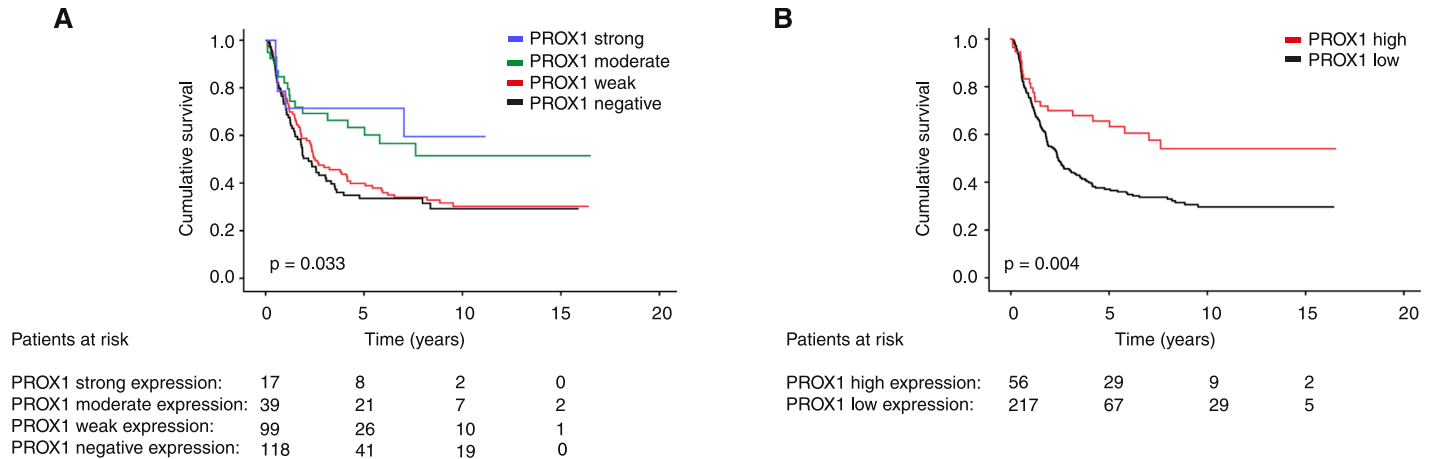 A
Cumulative survival
1.0
0.8
0.6
0.4
0.2
0.0
PROX1 strong
PROX1 moderate
PROX1 weak
PROX1 negative
p = 0.033
0 5 10 15 20
Time (years)
Patients at risk
PROX1 strong expression: 17 8 2 0
PROX1 moderate expression: 39 21 7 2
PROX1 weak expression: 99 26 10 1
PROX1 negative expression: 118 41 19 0
B
Cumulative survival
1.0
0.8
0.6
0.4
0.2
0.0
PROX1 high
PROX1 low
p = 0.004
0 5 10 15 20
Time (years)
Patients at risk
PROX1 high expression: 56 29 9 2
PROX1 low expression: 217 67 29 5